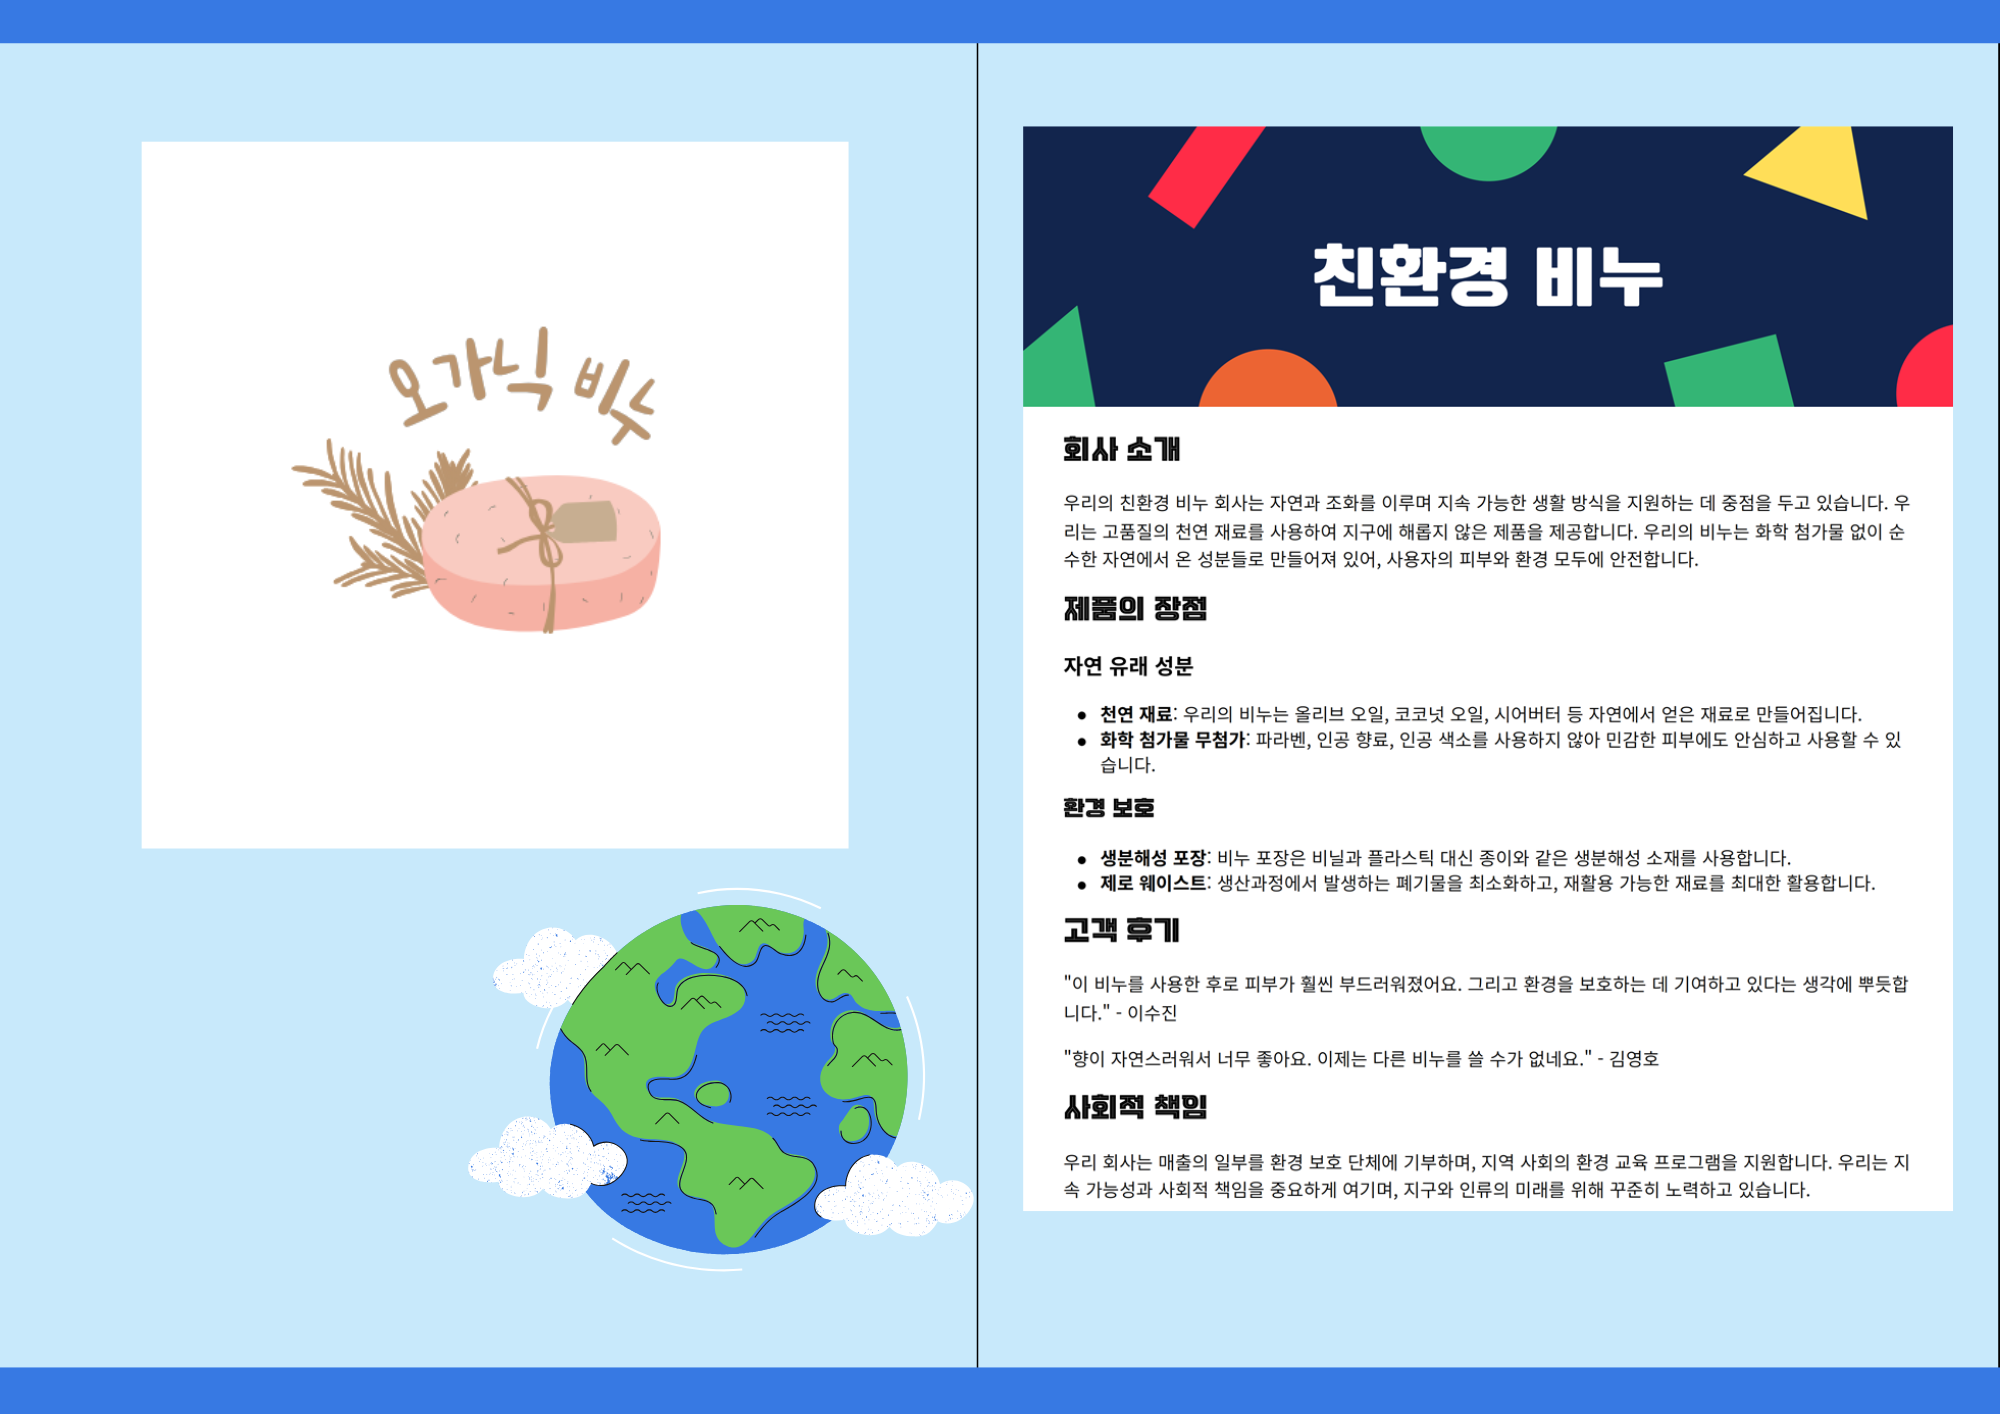 오가닉 비누
친환경 비누
회사 소개
우리의 친환경 비누 회사는 자연과 조화를 이루며 지속 가능한 생활 방식을 지원하는 데 중점을 두고 있습니다. 우
리는 고품질의 천연 재료를 사용하여 지구에 해롭지 않은 제품을 제공합니다. 우리의 비누는 화학 첨가물 없이 순
수한 자연에서 온 성분들로 만들어져 있어, 사용자의 피부와 환경 모두에 안전합니다.
제품의 장점
자연 유래 성분
● 천연 재료: 우리의 비누는 올리브 오일, 코코넛 오일, 시어버터 등 자연에서 얻은 재료로 만들어집니다.
● 화학 첨가물 무첨가: 파라벤, 인공 향료, 인공 색소를 사용하지 않아 민감한 피부에도 안심하고 사용할 수 있
습니다.
환경 보호
● 생분해성 포장: 비누 포장은 비닐과 플라스틱 대신 종이와 같은 생분해성 소재를 사용합니다.
● 제로 웨이스트: 생산과정에서 발생하는 폐기물을 최소화하고, 재활용 가능한 재료를 최대한 활용합니다.
고객 후기
"이 비누를 사용한 후로 피부가 훨씬 부드러워졌어요. 그리고 환경을 보호하는 데 기여하고 있다는 생각에 뿌듯합
니다." - 이수진
"향이 자연스러워서 너무 좋아요. 이제는 다른 비누를 쓸 수가 없네요." - 김영호
사회적 책임
우리 회사는 매출의 일부를 환경 보호 단체에 기부하며, 지역 사회의 환경 교육 프로그램을 지원합니다. 우리는 지
속 가능성과 사회적 책임을 중요하게 여기며, 지구와 인류의 미래를 위해 꾸준히 노력하고 있습니다.